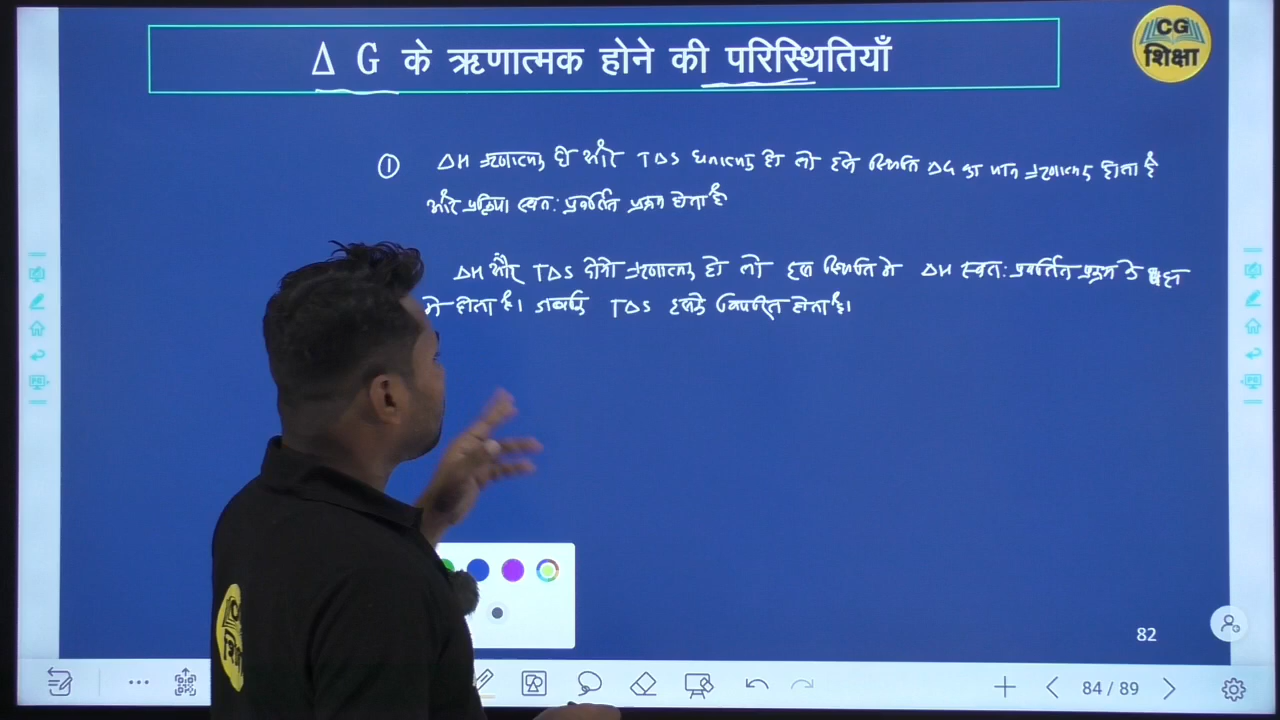 Δ G के ऋणात्मक होने की परिस्थितियाँ
CG
शिक्षा
① ΔH ऋणात्मक हो और TΔS धनात्मक हो तो इस स्थिति ΔG का मान ऋणात्मक होता है
और प्रक्रिया स्वतः प्रवर्तित प्रक्रम होता है
ΔH और TΔS दोनो ऋणात्मक हो तो इस स्थिति मे ΔH स्वतः प्रवर्तित प्रक्रम के पक्ष
मे होता है। जबकि TΔS इसके विपरित होता है।
82
84 / 89